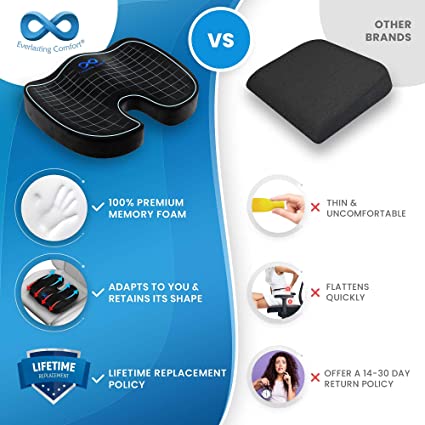 Everlasting Comfort®
VS
OTHER
BRANDS
100% PREMIUM
MEMORY FOAM
THIN &
UNCOMFORTABLE
ADAPTS TO YOU &
RETAINS ITS SHAPE
FLATTENS
QUICKLY
LIFETIME
REPLACEMENT
LIFETIME REPLACEMENT
POLICY
OFFER A 14-30 DAY
RETURN POLICY